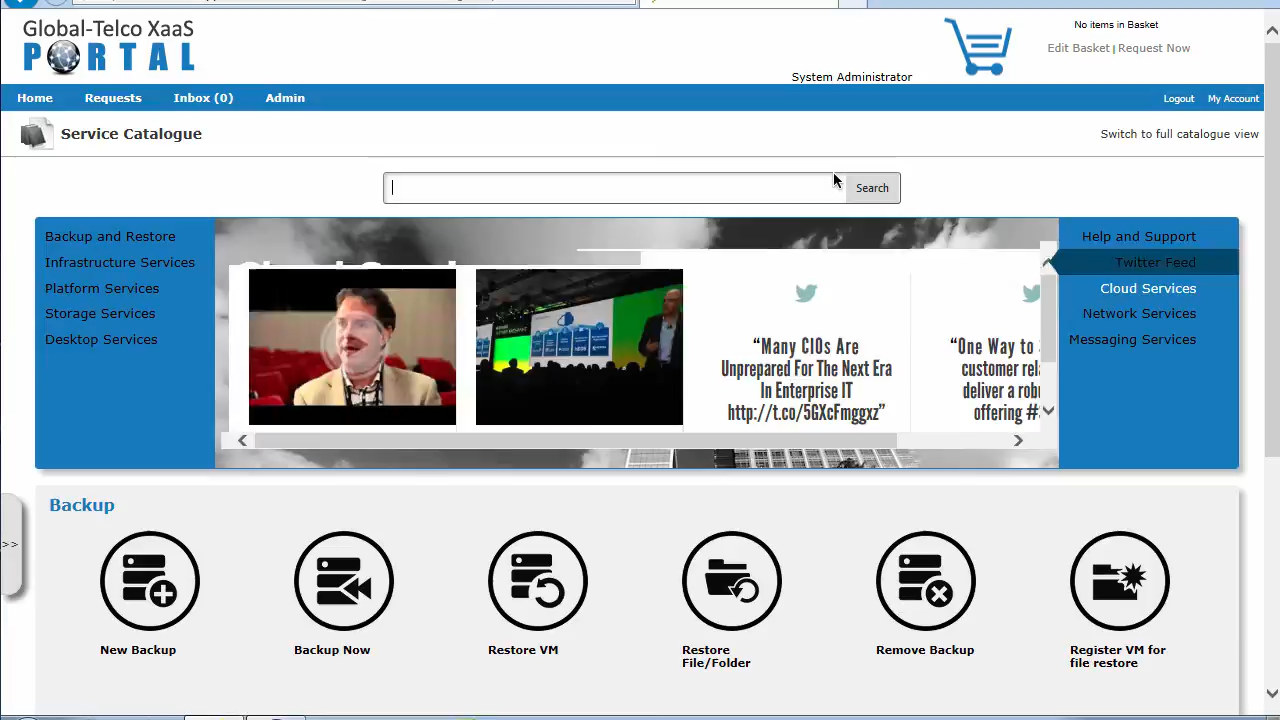 Global-Telco XaaS
PORTAL
No items in Basket
Edit Basket | Request Now
System Administrator
Home Requests Inbox (0) Admin Logout My Account
Service Catalogue
Switch to full catalogue view
Search
Backup and Restore
Infrastructure Services
Platform Services
Storage Services
Desktop Services
“Many CIOs Are
Unprepared For The Next Era
In Enterprise IT
http://t.co/5GXcFmggxz”
“One Way to
customer rel
deliver a rob
offering #
Help and Support
Twitter Feed
Cloud Services
Network Services
Messaging Services
>>
Backup
New Backup
Backup Now
Restore VM
Restore
File/Folder
Remove Backup
Register VM for
file restore